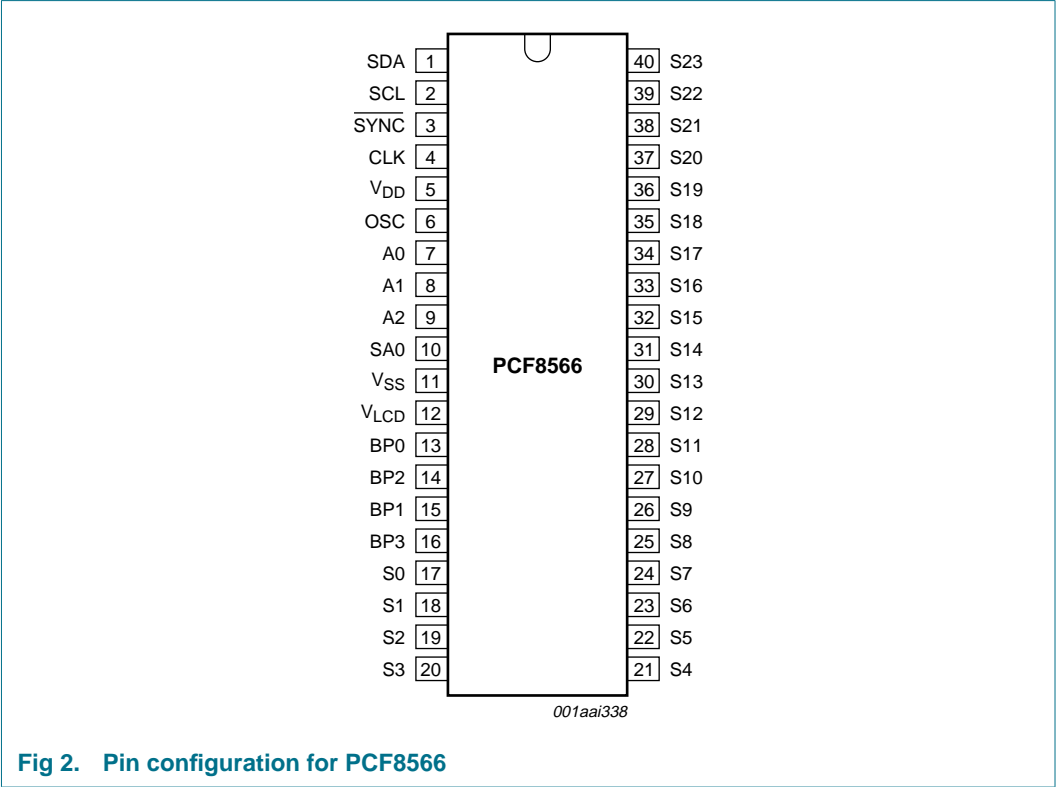 SDA 1 40 S23
SCL 2 39 S22
SYNC 3 38 S21
CLK 4 37 S20
VDD 5 36 S19
OSC 6 35 S18
A0 7 34 S17
A1 8 33 S16
A2 9 32 S15
SA0 10 31 S14
PCF8566
VSS 11 30 S13
VLCD 12 29 S12
BP0 13 28 S11
BP2 14 27 S10
BP1 15 26 S9
BP3 16 25 S8
S0 17 24 S7
S1 18 23 S6
S2 19 22 S5
S3 20 21 S4
001aai338
Fig 2. Pin configuration for PCF8566